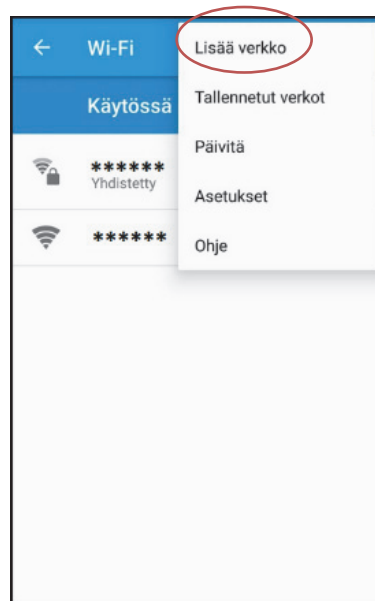 Wi-Fi
Lisää verkko
Käytössä
Tallennetut verkot
Päivitä
Asetukset
Ohje
******
Yhdistetty
******